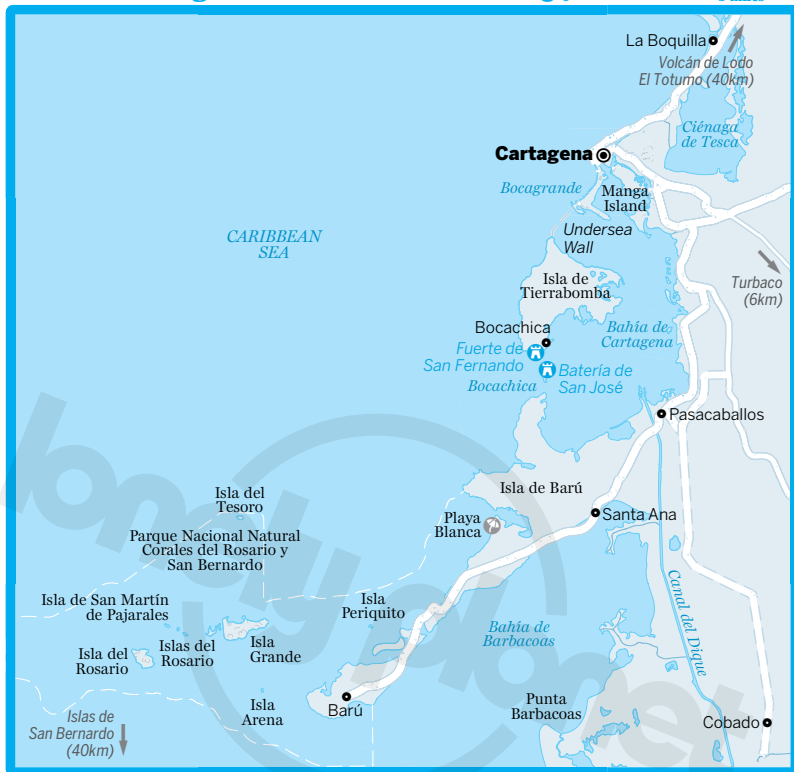 La Boquilla
Volcán de Lodo
El Totumo (40km)
Ciénaga
de Tesca
Cartagena
Bocagrande
Manga
Island
CARIBBEAN
SEA
Undersea
Wall
Turbaco
(6km)
Isla de
Tierrabomba
Bocachica
Bahía de
Cartagena
Fuerte de
San Fernando
Batería de
San José
Bocachica
Pasacaballos
Isla de Barú
Isla del
Tesoro
Playa
Blanca
Santa Ana
Parque Nacional Natural
Corales del Rosario y
San Bernardo
Canal del Dique
Isla de San Martín
de Pajarales
Isla
Periquito
Bahía de
Barbacoas
Isla del
Rosario
Islas del
Rosario
Isla
Grande
Isla
Arena
Barú
Punta
Barbacoas
Islas de
San Bernardo
(40km)
Cobado
lonely planet